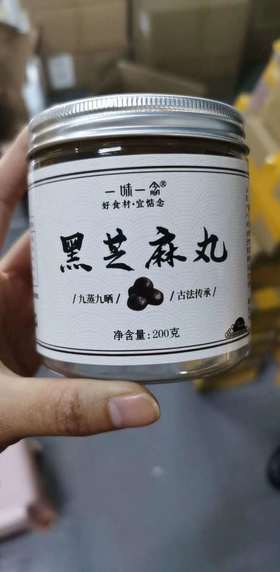 一味一念®
好食材·宜惦念
黑芝麻丸
/九蒸九晒/
/古法传承/
净含量:200克